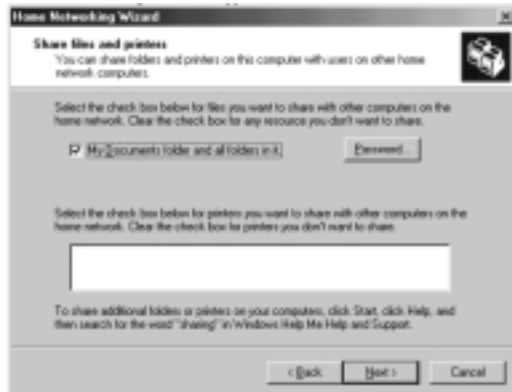 Home Networking Wizard
Share files and printers
You can share folders and printers on this computer with users on other home
network computers.
Select the check box below for files you want to share with other computers on the
home network. Clear the check box for any resource you don't want to share.
My Documents folder and all folders in it.
Password...
Select the check box below for printers you want to share with other computers on the
home network. Clear the check box for printers you don't want to share.
To share additional folders or printers on your computers, click Start, click Help, and
then search for the word "sharing" in Windows Help Me Help and Support.
< Back
Next >
Cancel